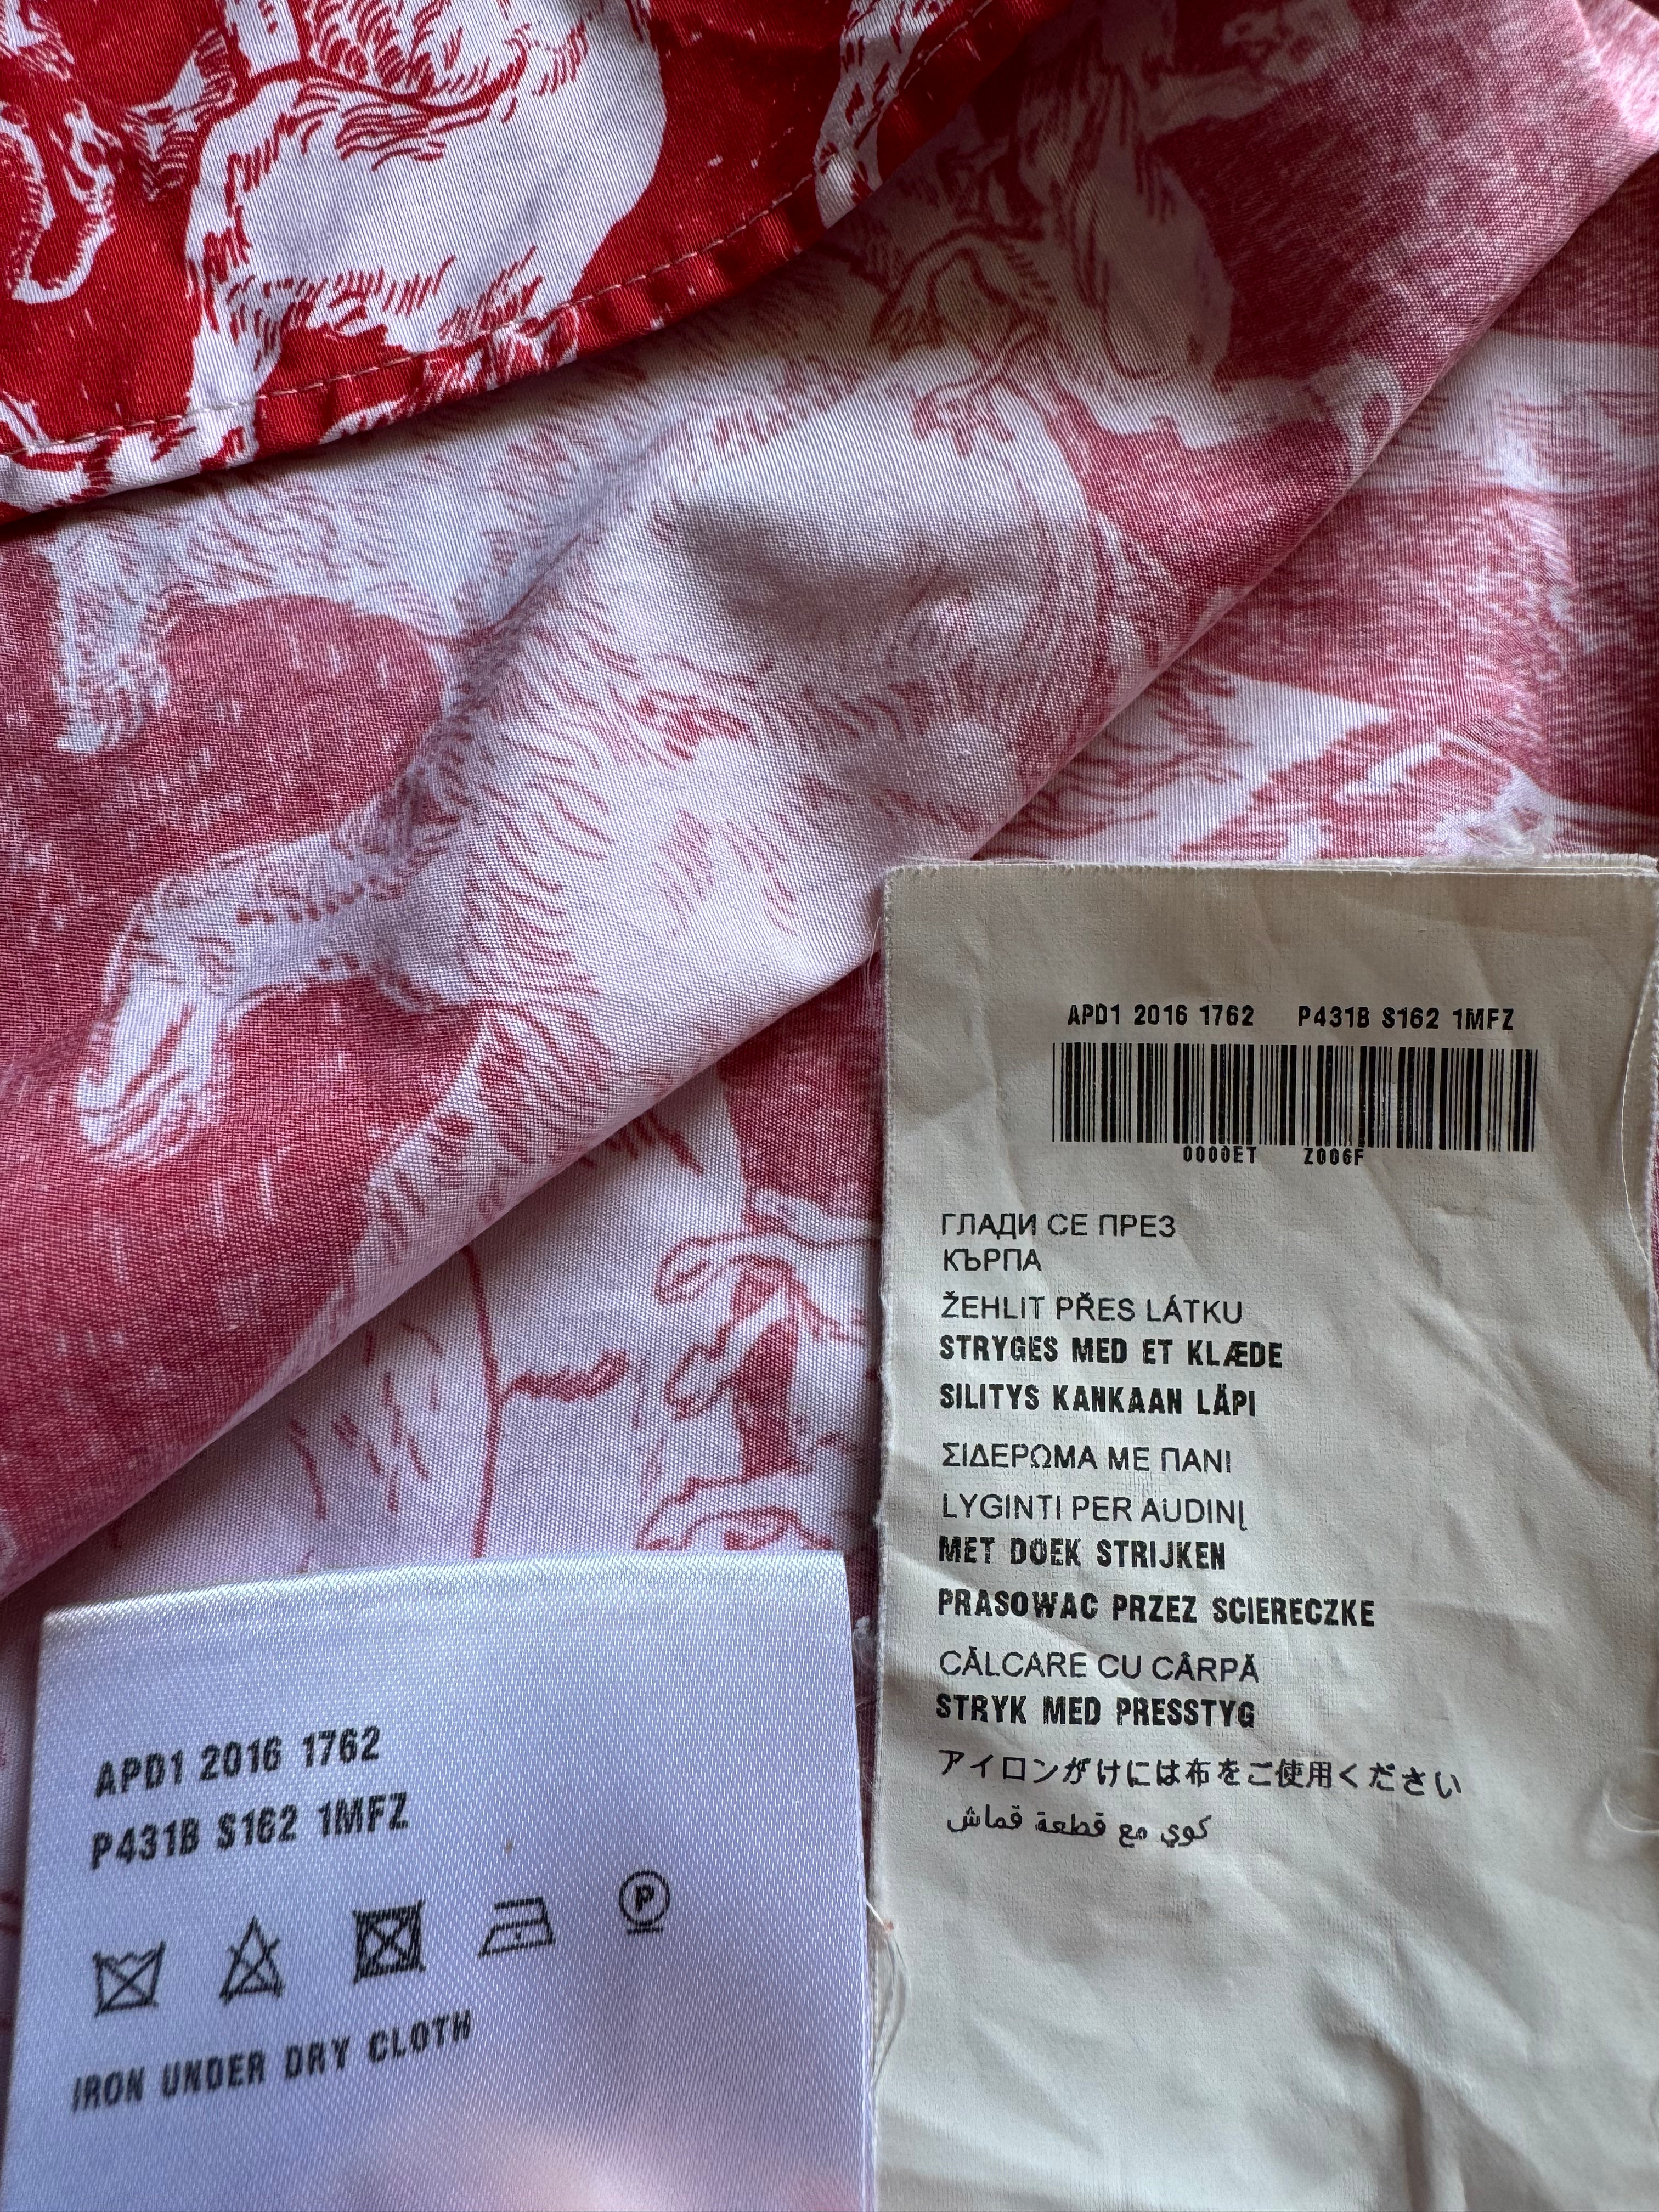 APD1 2016 1762 P431B S162 1MFZ
0000ET Z006F
ГЛАДИ СЕ ПРЕЗ
КЪРПА
ŽEHLIT PŘES LÁTKU
STRYGES MED ET KLÆDE
SILITYS KANKAAN LÄPI
ΣΙΔΕΡΩΜΑ ΜΕ ΠΑΝΙ
LYGINTI PER AUDINĮ
MET DOEK STRIJKEN
PRASOWAC PRZEZ SCIERECZKE
CĂLCARE CU CÂRPĂ
STRYK MED PRESSTYG
アイロンがけには布をご使用ください
كوي مع قطعة قماش
APD1 2016 1762
P431B S162 1MFZ
P
IRON UNDER DRY CLOTH